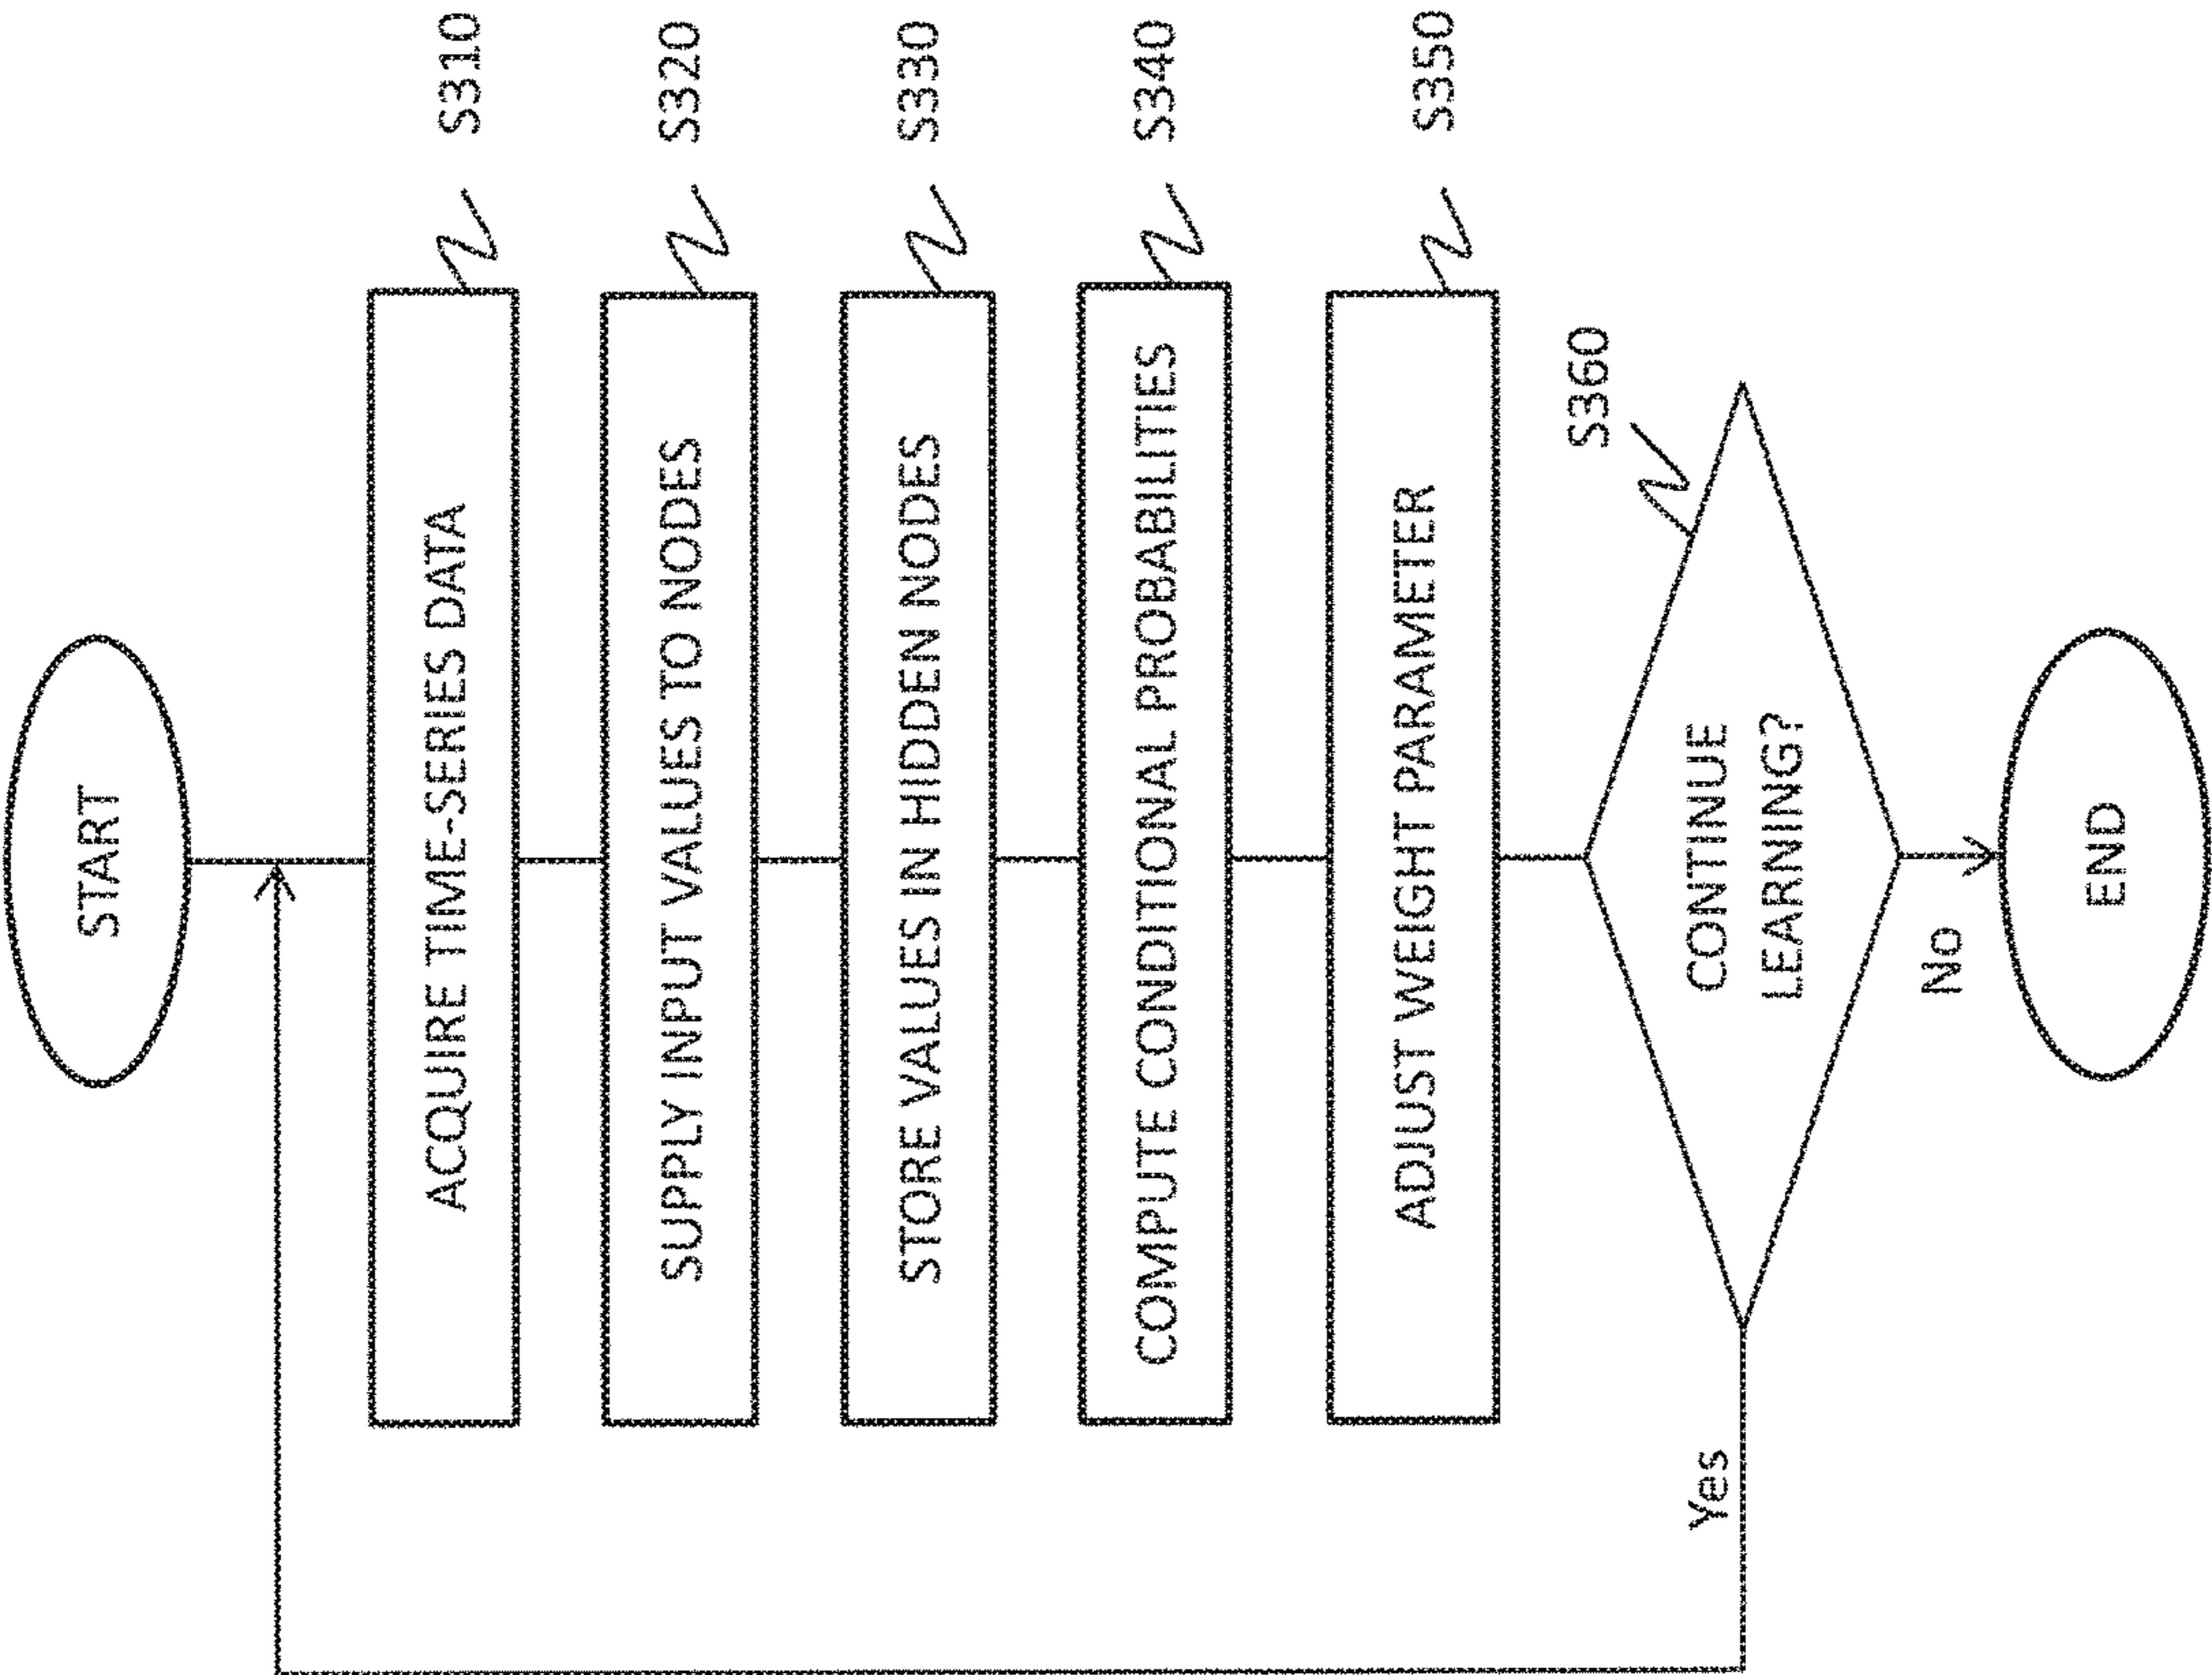 START
ACQUIRE TIME-SERIES DATA
S310
SUPPLY INPUT VALUES TO NODES
S320
STORE VALUES IN HIDDEN NODES
S330
COMPUTE CONDITIONAL PROBABILITIES
S340
ADJUST WEIGHT PARAMETER
S350
S360
CONTINUE
LEARNING?
Yes
No
END